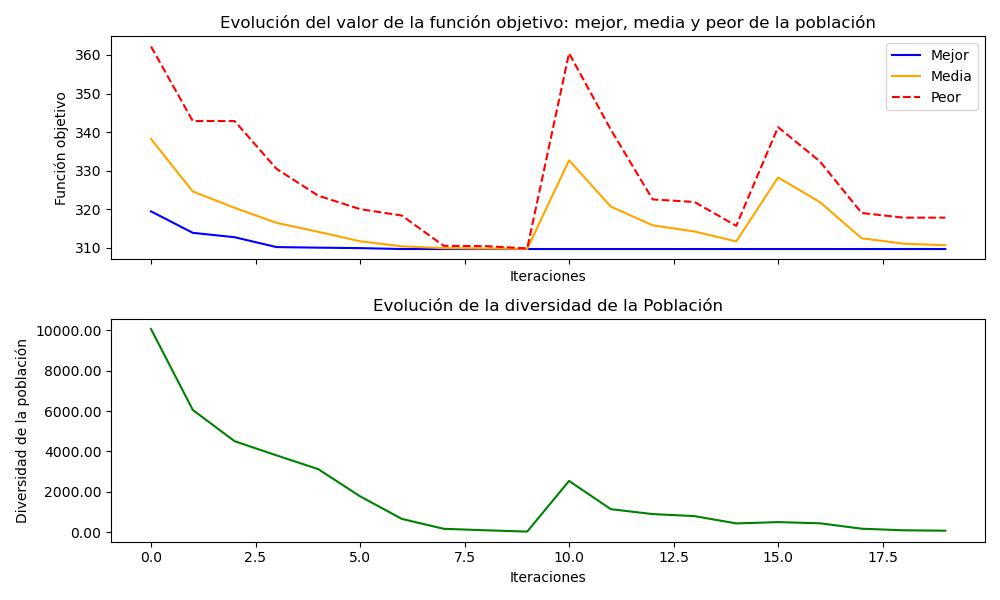 Evolución del valor de la función objetivo: mejor, media y peor de la población
Función objetivo
360
350
340
330
320
310
Mejor
Media
Peor
Iteraciones
Evolución de la diversidad de la Población
Diversidad de la población
10000.00
8000.00
6000.00
4000.00
2000.00
0.00
0.0 2.5 5.0 7.5 10.0 12.5 15.0 17.5
Iteraciones